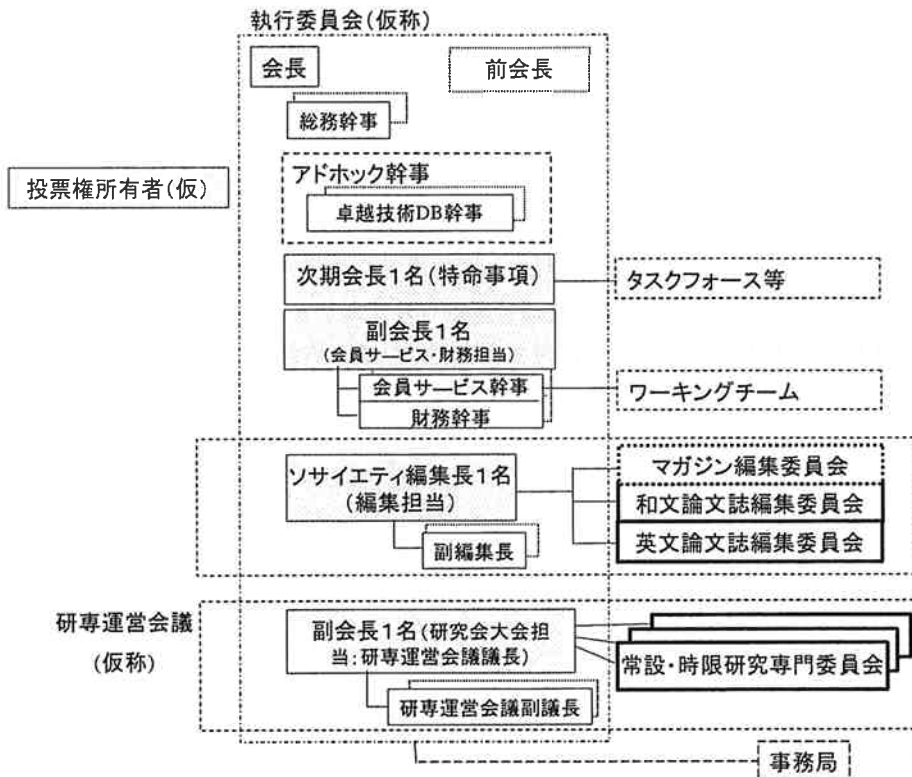 執行委員会(仮称)
会長
前会長
総務幹事
投票権所有者(仮)
アドホック幹事
卓越技術DB幹事
次期会長1名(特命事項)
タスクフォース等
副会長1名
(会員サービス・財務担当)
会員サービス幹事
ワーキングチーム
財務幹事
ソサイエティ編集長1名
(編集担当)
マガジン編集委員会
和文論文誌編集委員会
英文論文誌編集委員会
副編集長
研専運営会議
(仮称)
副会長1名(研究会大会担
当:研専運営会議議長)
常設・時限研究専門委員会
研専運営会議副議長
事務局